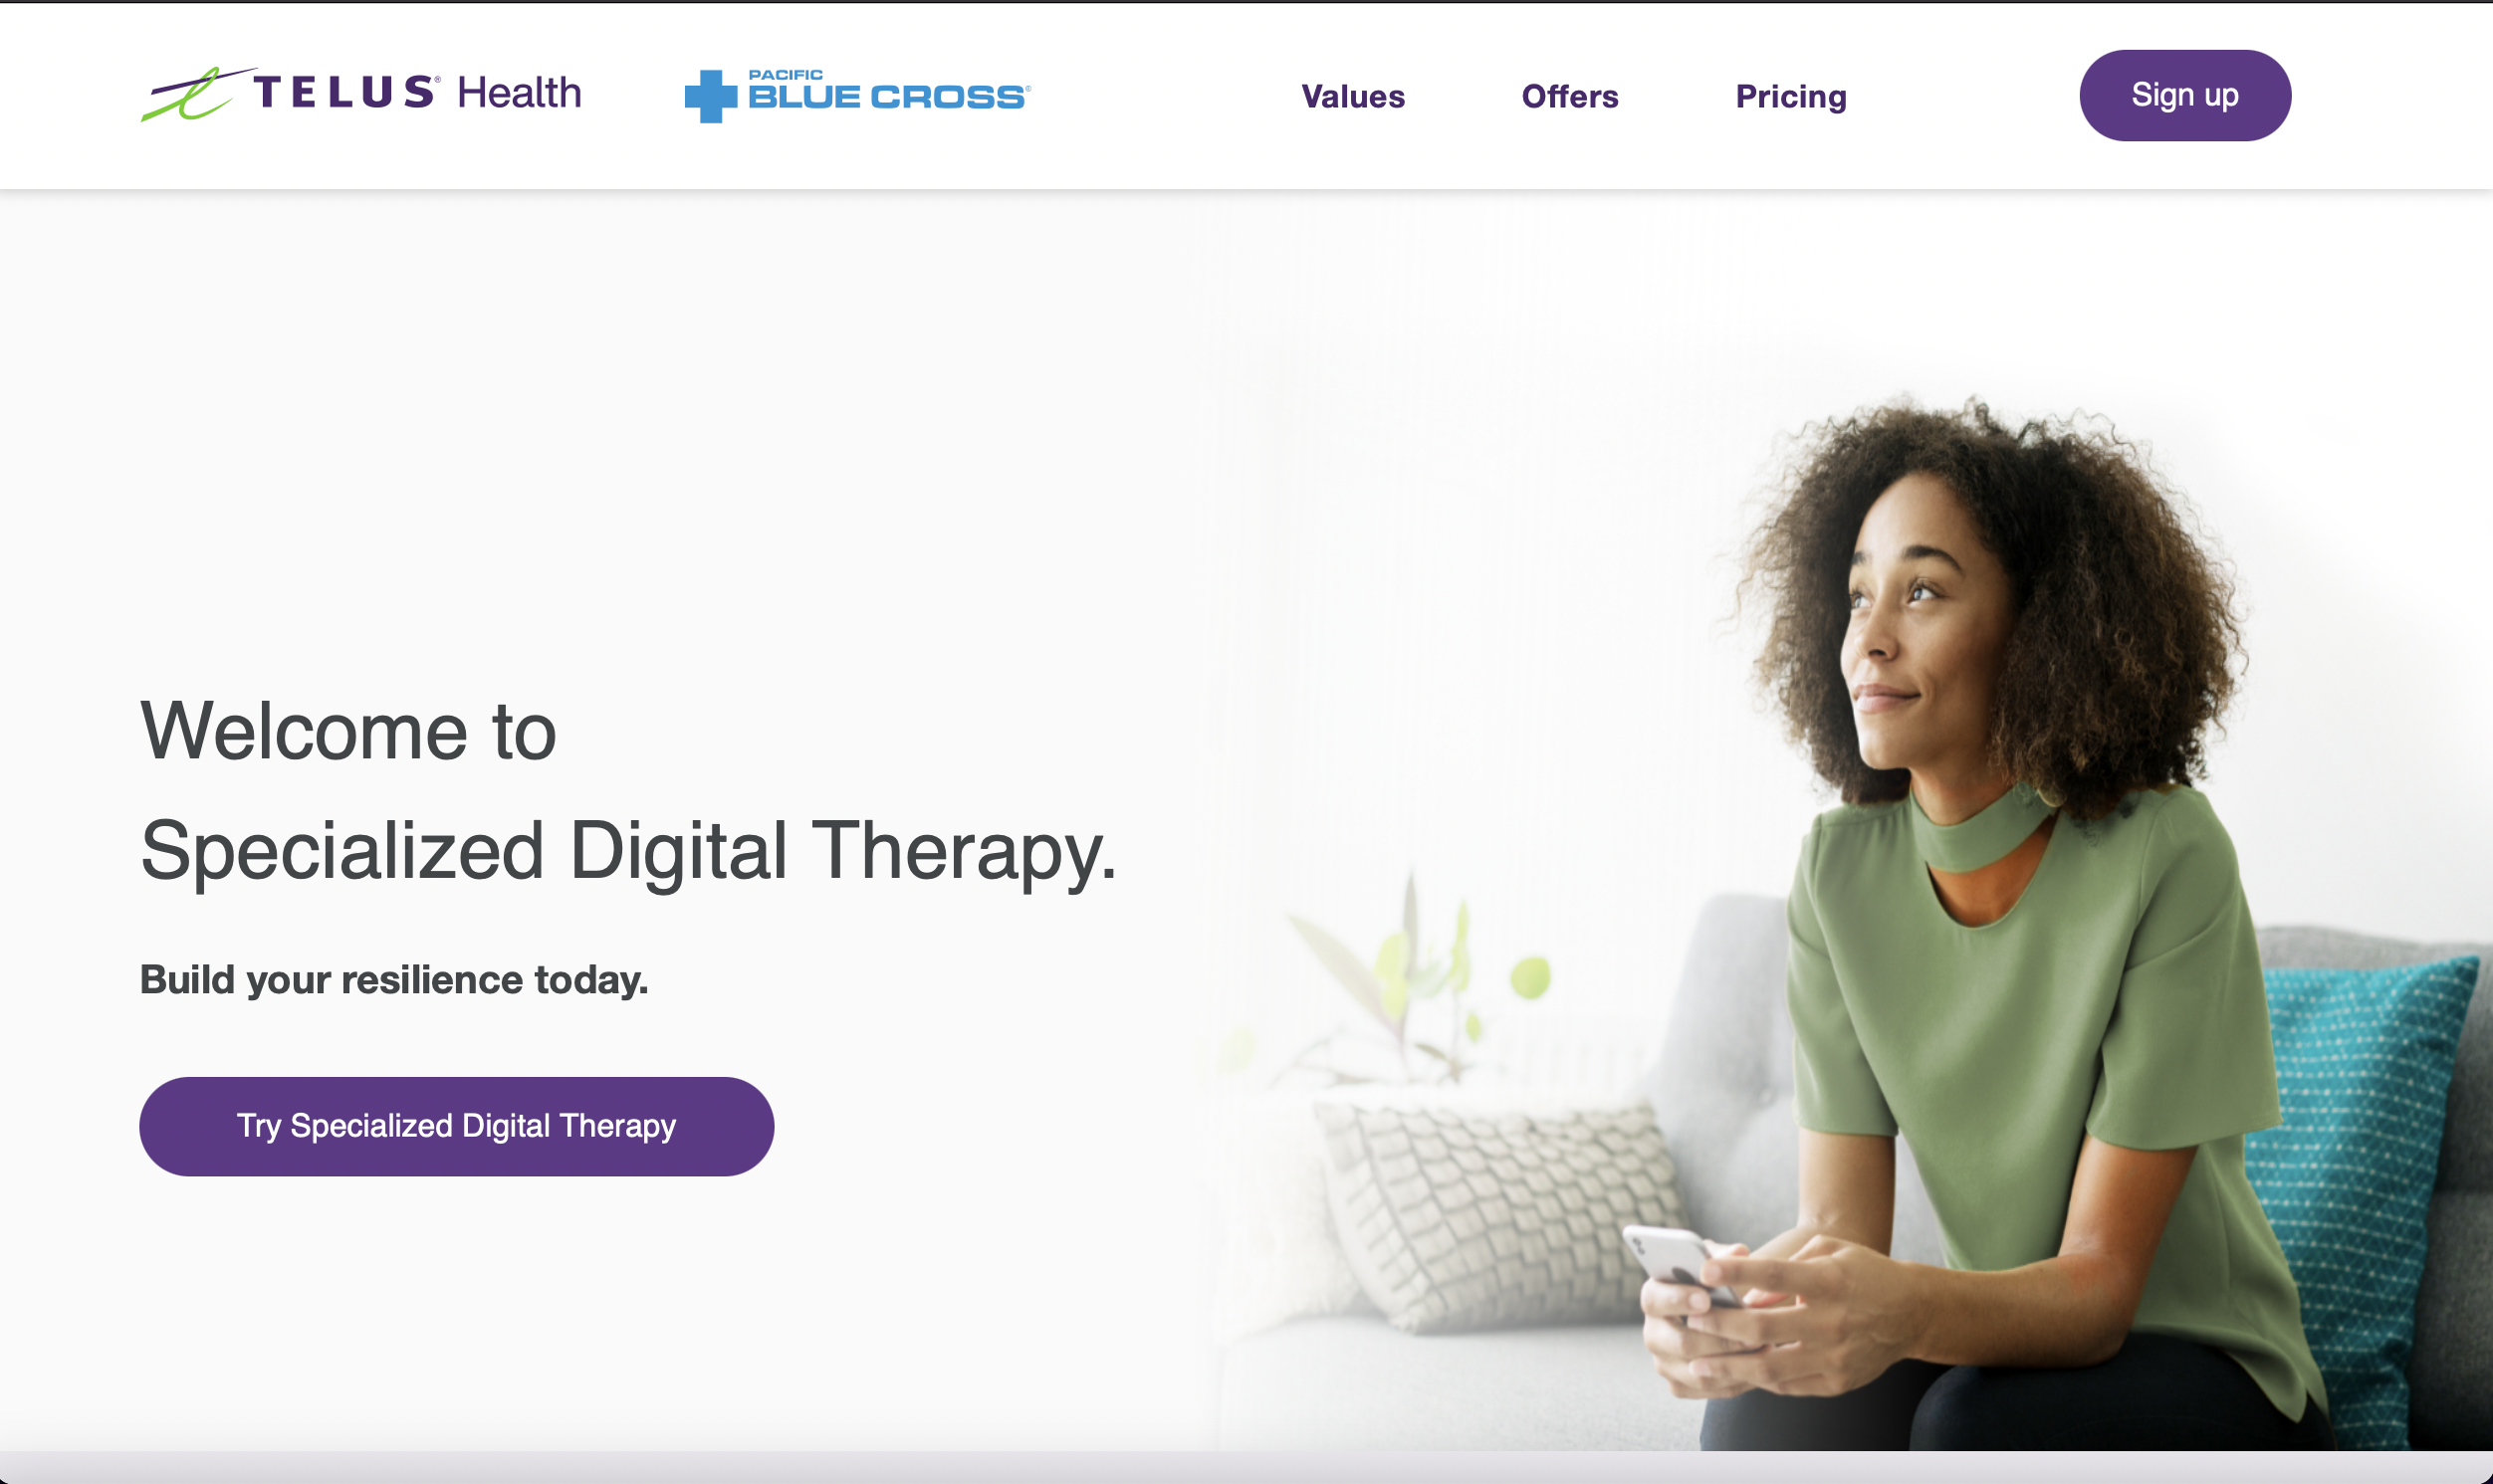 TELUS® Health
PACIFIC
BLUE CROSS®
Values
Offers
Pricing
Sign up
Welcome to
Specialized Digital Therapy.
Build your resilience today.
Try Specialized Digital Therapy